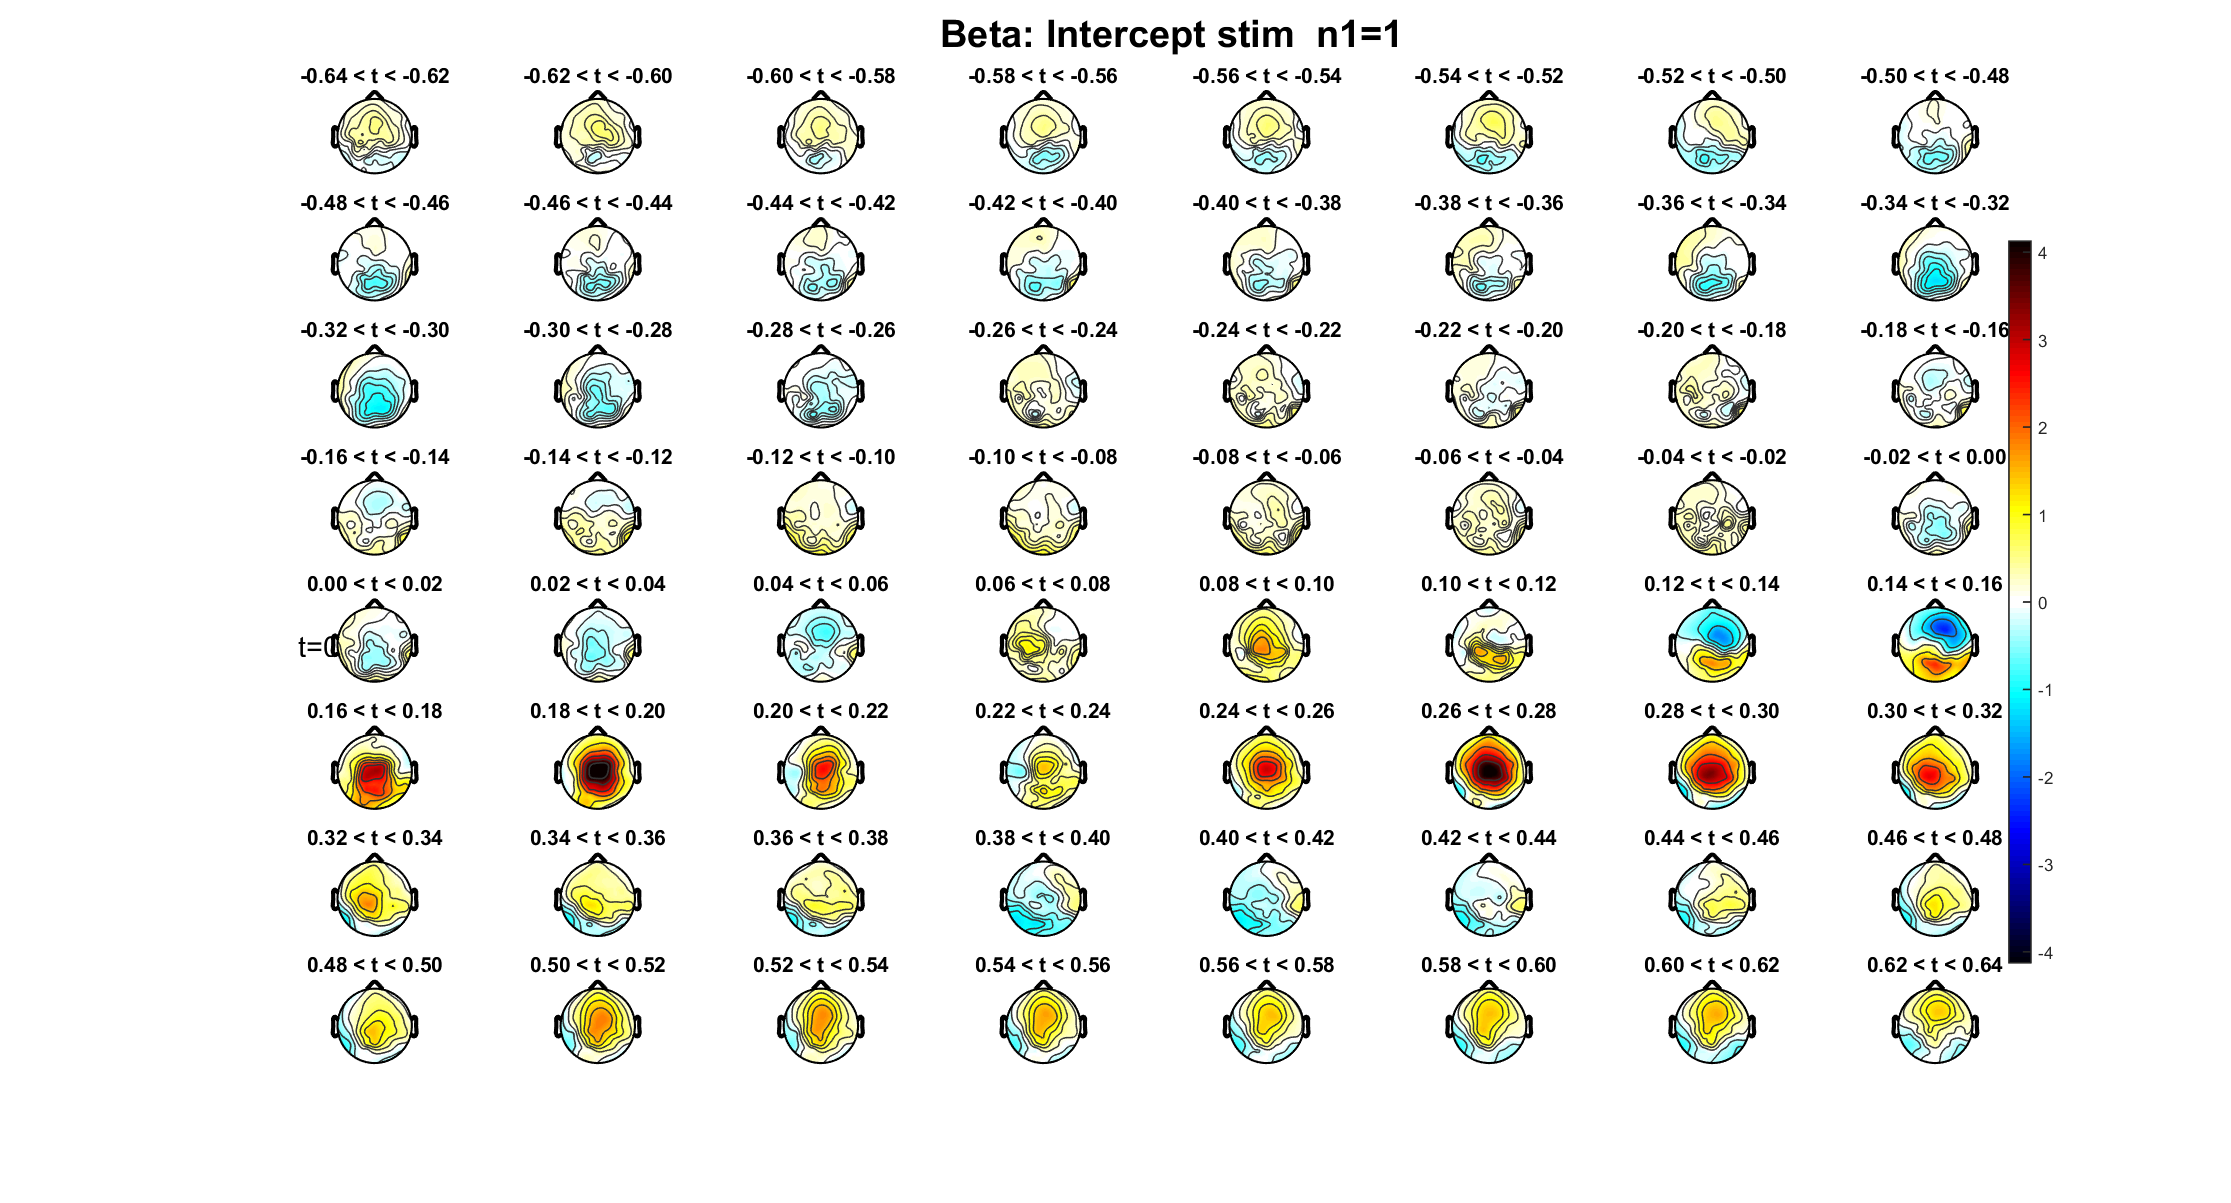 Beta: Intercept stim  n1=1
-0.64 < t < -0.62 -0.62 < t < -0.60 -0.60 < t < -0.58 -0.58 < t < -0.56 -0.56 < t < -0.54 -0.54 < t < -0.52 -0.52 < t < -0.50 -0.50 < t < -0.48
-0.48 < t < -0.46 -0.46 < t < -0.44 -0.44 < t < -0.42 -0.42 < t < -0.40 -0.40 < t < -0.38 -0.38 < t < -0.36 -0.36 < t < -0.34 -0.34 < t < -0.32
-0.32 < t < -0.30 -0.30 < t < -0.28 -0.28 < t < -0.26 -0.26 < t < -0.24 -0.24 < t < -0.22 -0.22 < t < -0.20 -0.20 < t < -0.18 -0.18 < t < -0.16
-0.16 < t < -0.14 -0.14 < t < -0.12 -0.12 < t < -0.10 -0.10 < t < -0.08 -0.08 < t < -0.06 -0.06 < t < -0.04 -0.04 < t < -0.02 -0.02 < t < 0.00
0.00 < t < 0.02 0.02 < t < 0.04 0.04 < t < 0.06 0.06 < t < 0.08 0.08 < t < 0.10 0.10 < t < 0.12 0.12 < t < 0.14 0.14 < t < 0.16
t=0
0.16 < t < 0.18 0.18 < t < 0.20 0.20 < t < 0.22 0.22 < t < 0.24 0.24 < t < 0.26 0.26 < t < 0.28 0.28 < t < 0.30 0.30 < t < 0.32
0.32 < t < 0.34 0.34 < t < 0.36 0.36 < t < 0.38 0.38 < t < 0.40 0.40 < t < 0.42 0.42 < t < 0.44 0.44 < t < 0.46 0.46 < t < 0.48
0.48 < t < 0.50 0.50 < t < 0.52 0.52 < t < 0.54 0.54 < t < 0.56 0.56 < t < 0.58 0.58 < t < 0.60 0.60 < t < 0.62 0.62 < t < 0.64
4
3
2
1
0
-1
-2
-3
-4